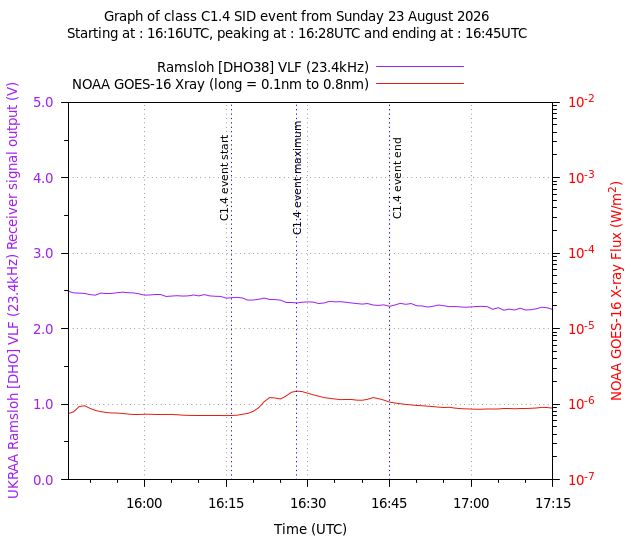 Graph of class C1.4 SID event from Sunday 23 August 2026
Starting at : 16:16UTC, peaking at : 16:28UTC and ending at : 16:45UTC
Ramsloh [DHO38] VLF (23.4kHz)
NOAA GOES-16 Xray (long = 0.1nm to 0.8nm)
UKRAA Ramsloh [DHO] VLF (23.4kHz) Receiver signal output (V)
5.0
4.0
3.0
2.0
1.0
0.0
C1.4 event start
C1.4 event maximum
C1.4 event end
10-2
10-3
10-4
10-5
10-6
10-7
NOAA GOES-16 X-ray Flux (W/m2)
16:00
16:15
16:30
16:45
17:00
17:15
Time (UTC)